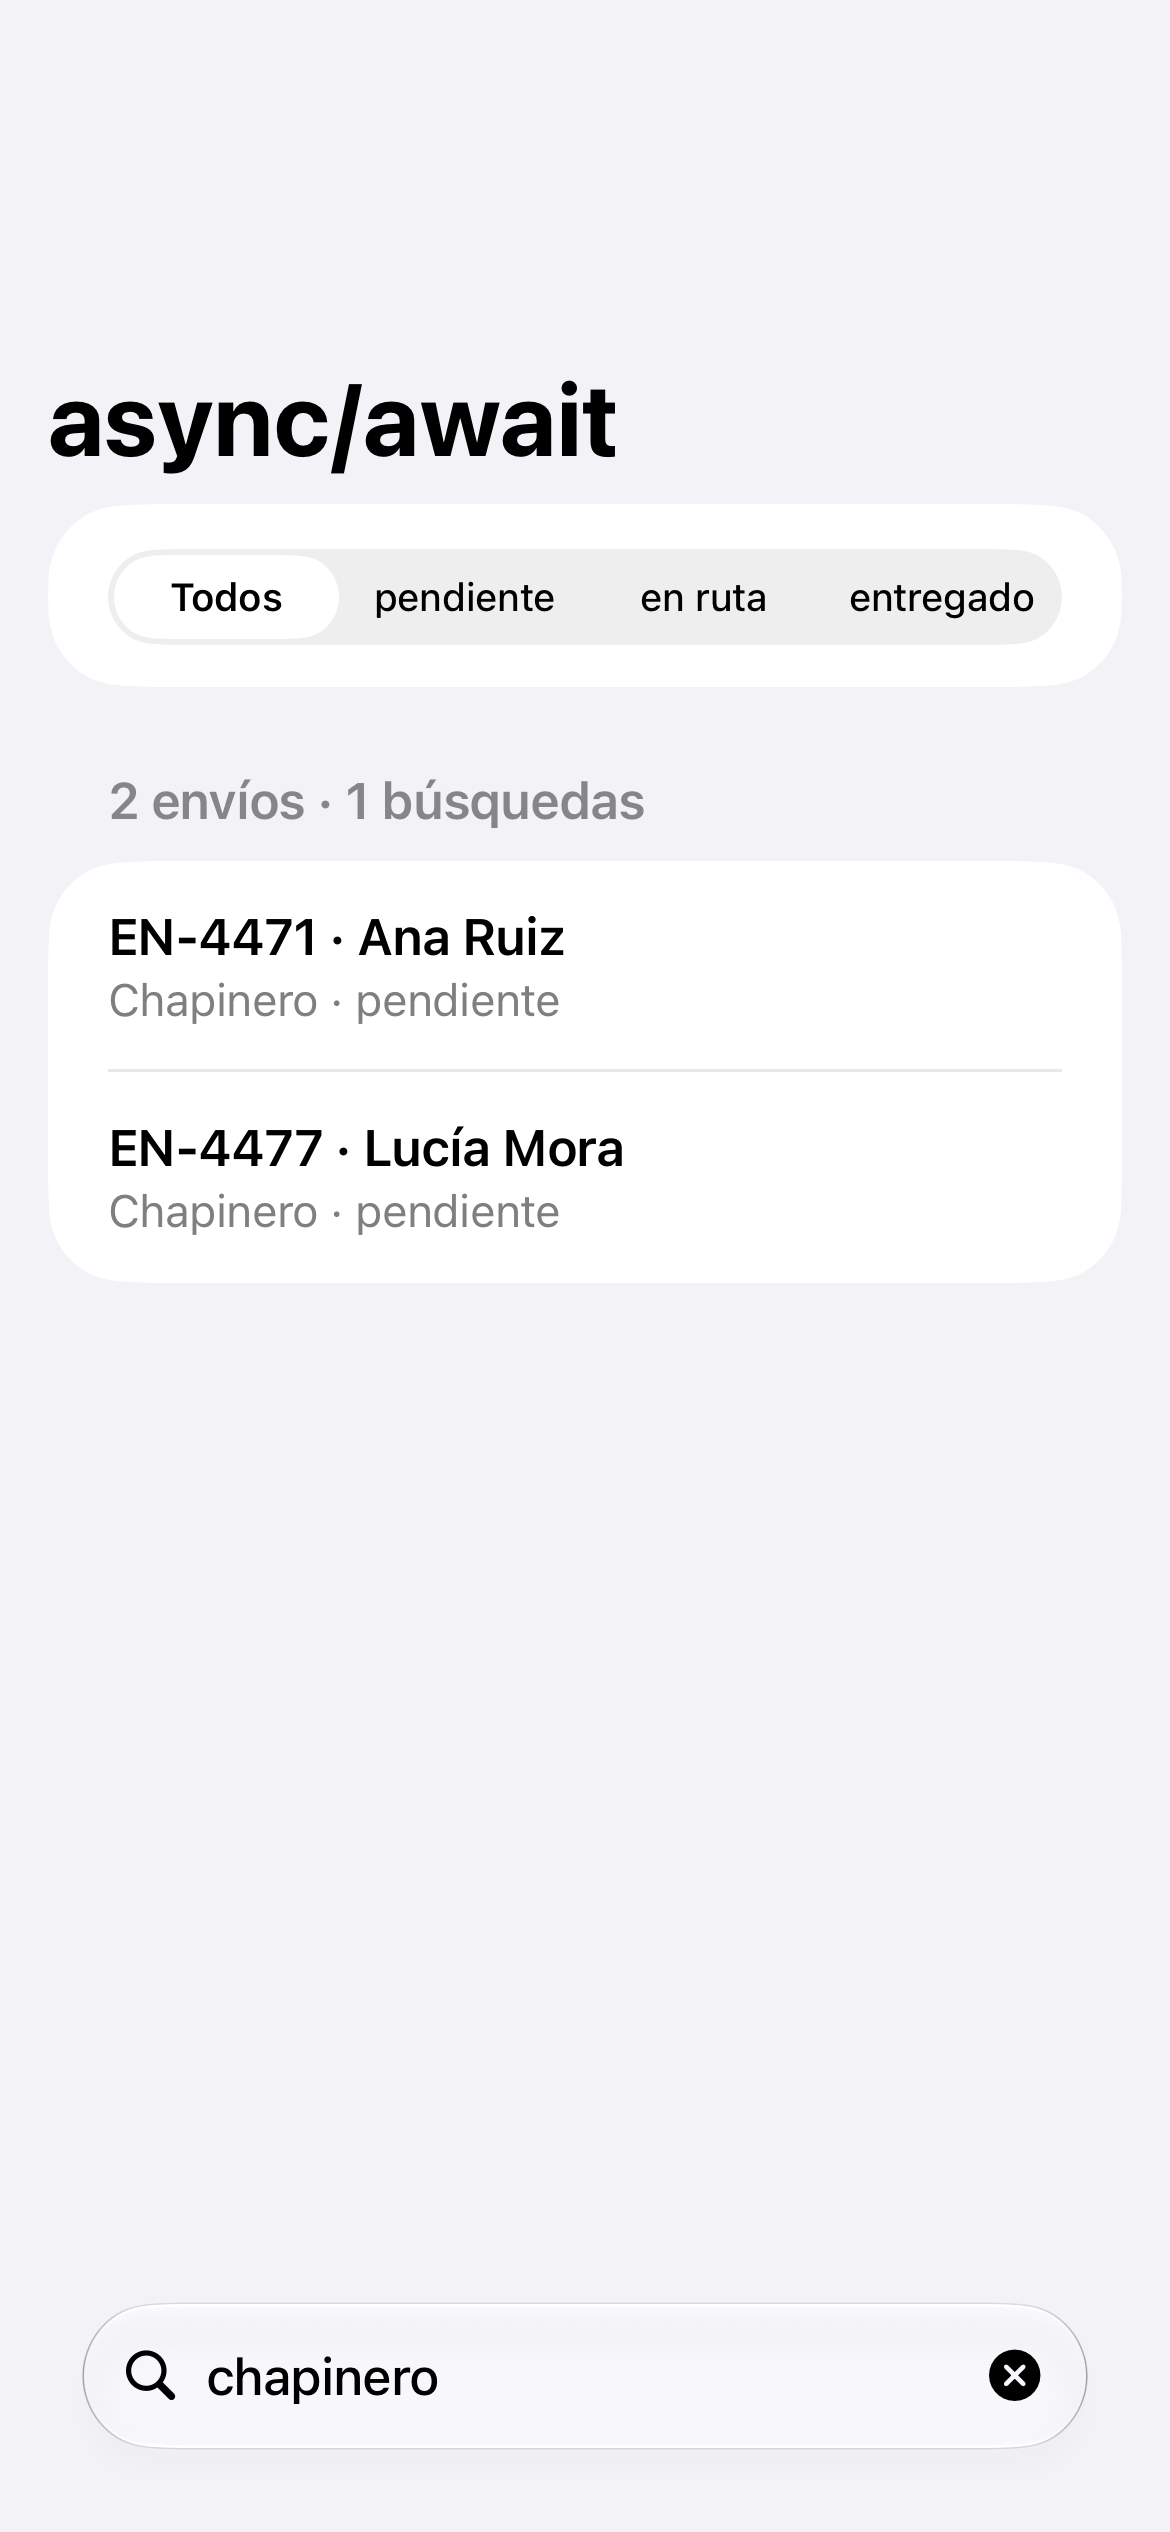 async/await
Todos pendiente en ruta entregado
2 envíos · 1 búsquedas
EN-4471 · Ana Ruiz
Chapinero · pendiente
EN-4477 · Lucía Mora
Chapinero · pendiente
chapinero